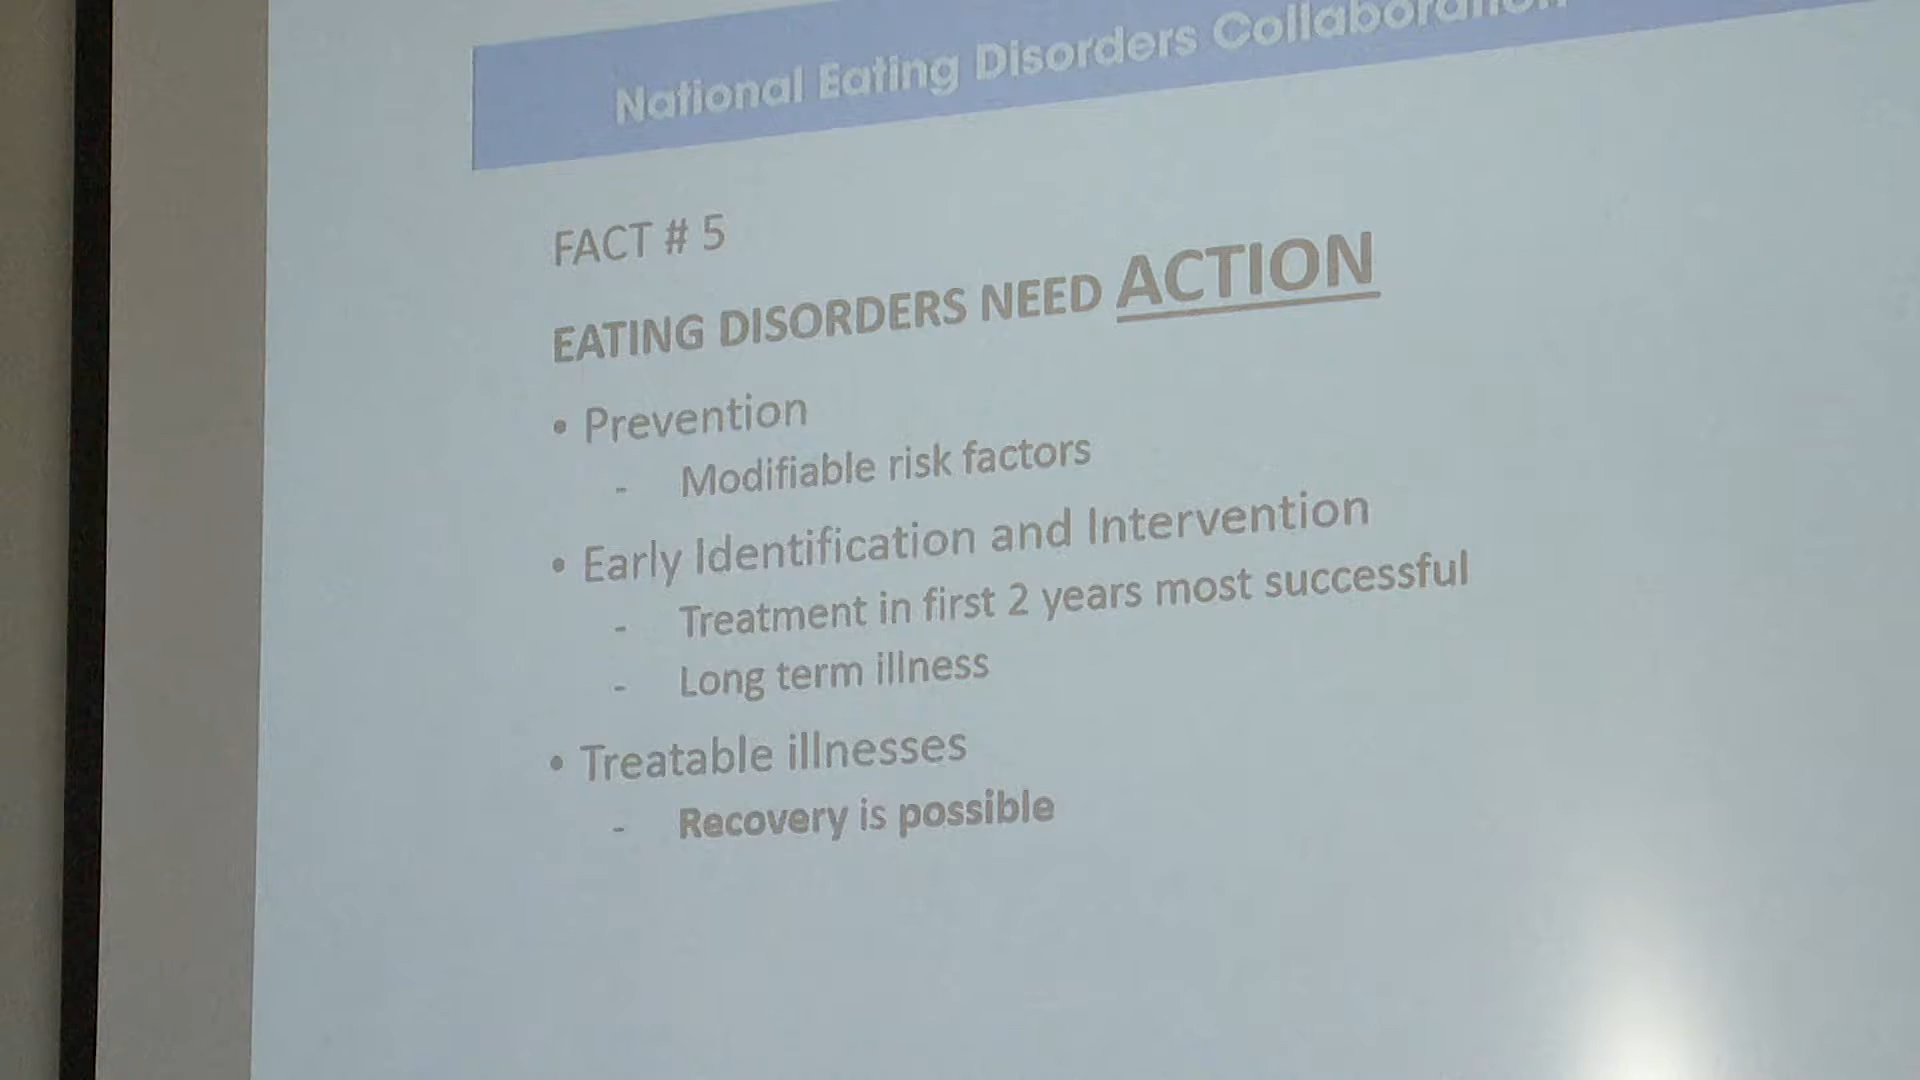 National Eating Disorders Collaboration
FACT # 5
EATING DISORDERS NEED ACTION
• Prevention
- Modifiable risk factors
• Early Identification and Intervention
- Treatment in first 2 years most successful
- Long term illness
• Treatable illnesses
- Recovery is possible